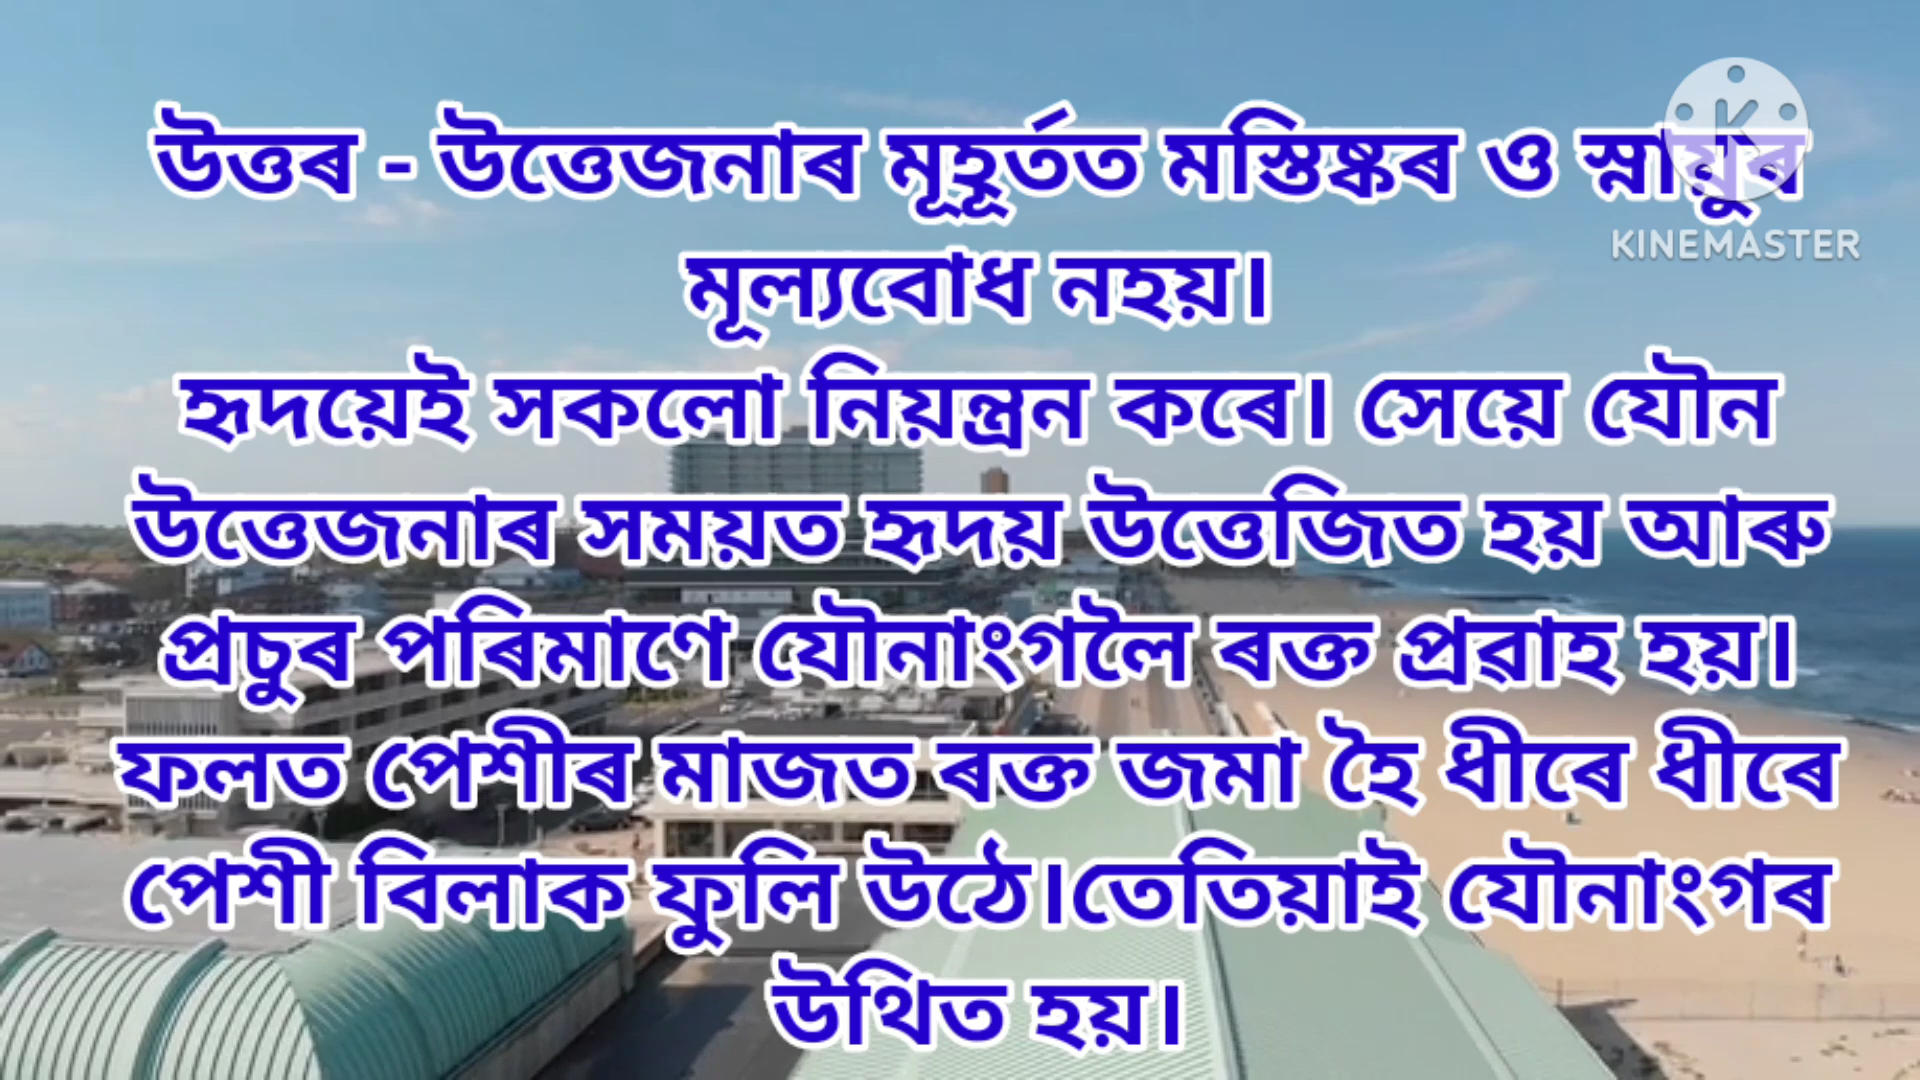 উত্তৰ - উত্তেজনাৰ মূহূৰ্তত মস্তিষ্কৰ ও স্নায়ুৰ
মূল্যবোধ নহয়।
হৃদয়েই সকলো নিয়ন্ত্ৰন কৰে। সেয়ে যৌন
উত্তেজনাৰ সময়ত হৃদয় উত্তেজিত হয় আৰু
প্ৰচুৰ পৰিমাণে যৌনাংগলৈ ৰক্ত প্ৰৱাহ হয়।
ফলত পেশীৰ মাজত ৰক্ত জমা হৈ ধীৰে ধীৰে
পেশী বিলাক ফুলি উঠে।তেতিয়াই যৌনাংগৰ
উথিত হয়।
K
KINEMASTER